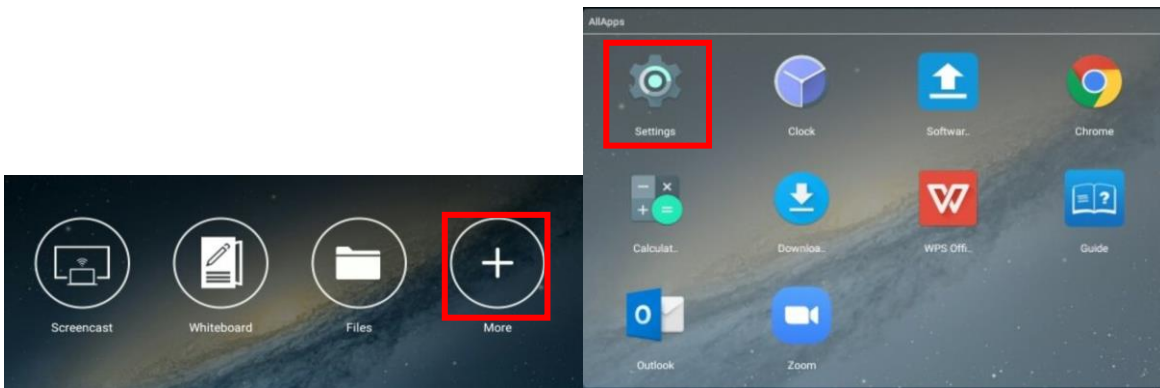 Screencast
Whiteboard
Files
More
AllApps
Settings
Clock
Softwar..
Chrome
Calculat..
Downloa..
WPS Offi..
Guide
Outlook
Zoom